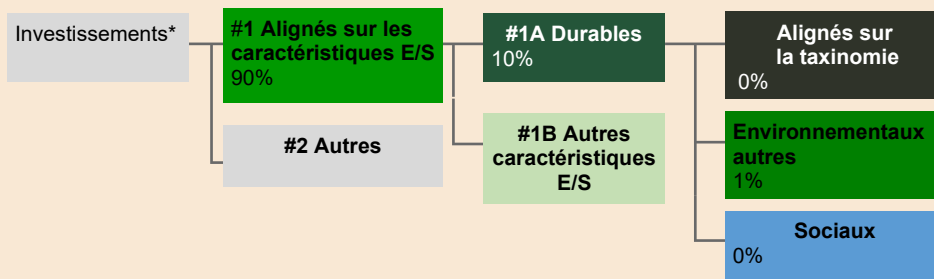 Investissements*
#1 Alignés sur les
caractéristiques E/S
90%
#2 Autres
#1A Durables
10%
#1B Autres
caractéristiques
E/S
Alignés sur
la taxinomie
0%
Environnementaux
autres
1%
Sociaux
0%